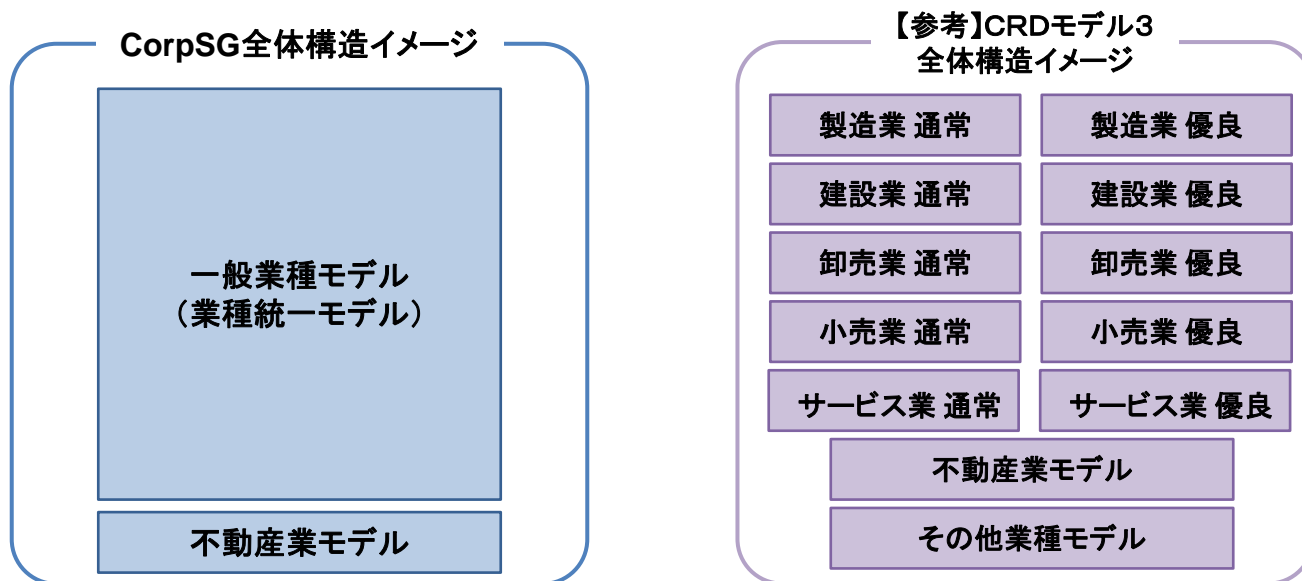 CorpSG全体構造イメージ
一般業種モデル
（業種統一モデル）
不動産業モデル
【参考】CRDモデル3
全体構造イメージ
製造業 通常
製造業 優良
建設業 通常
建設業 優良
卸売業 通常
卸売業 優良
小売業 通常
小売業 優良
サービス業 通常
サービス業 優良
不動産業モデル
その他業種モデル